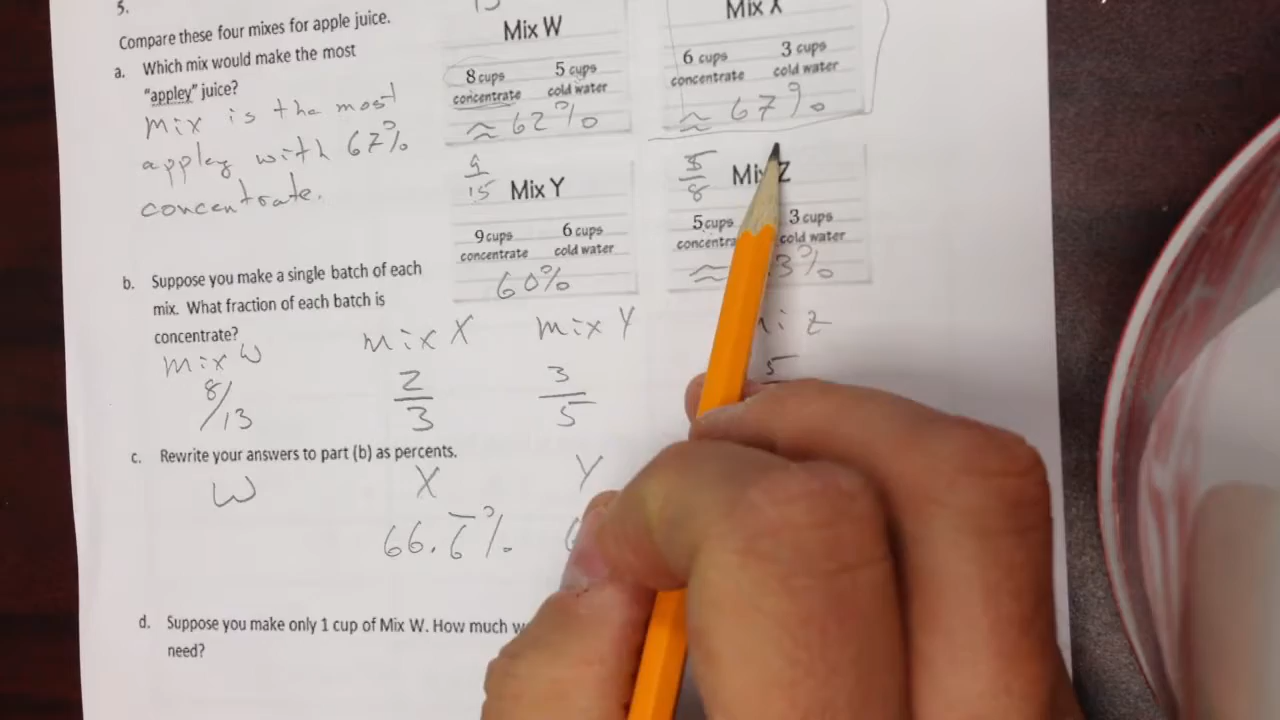 5.
Compare these four mixes for apple juice.
a. Which mix would make the most
"appley" juice?
mix is the most
appley with 67%
concentrate.
Mix W
8 cups 5 cups
concentrate cold water
≈ 62%
Mix X
6 cups 3 cups
concentrate cold water
≈ 67%
9/15 Mix Y
9 cups 6 cups
concentrate cold water
60%
5/8 Mix Z
5 cups 3 cups
cold water
≈ 3%
b. Suppose you make a single batch of each
mix. What fraction of each batch is
concentrate?
mix W mix X mix Y Z
8/13 2/3 3/5 5
c. Rewrite your answers to part (b) as percents.
W X Y
66.6̅%
d. Suppose you make only 1 cup of Mix W. How much
need?